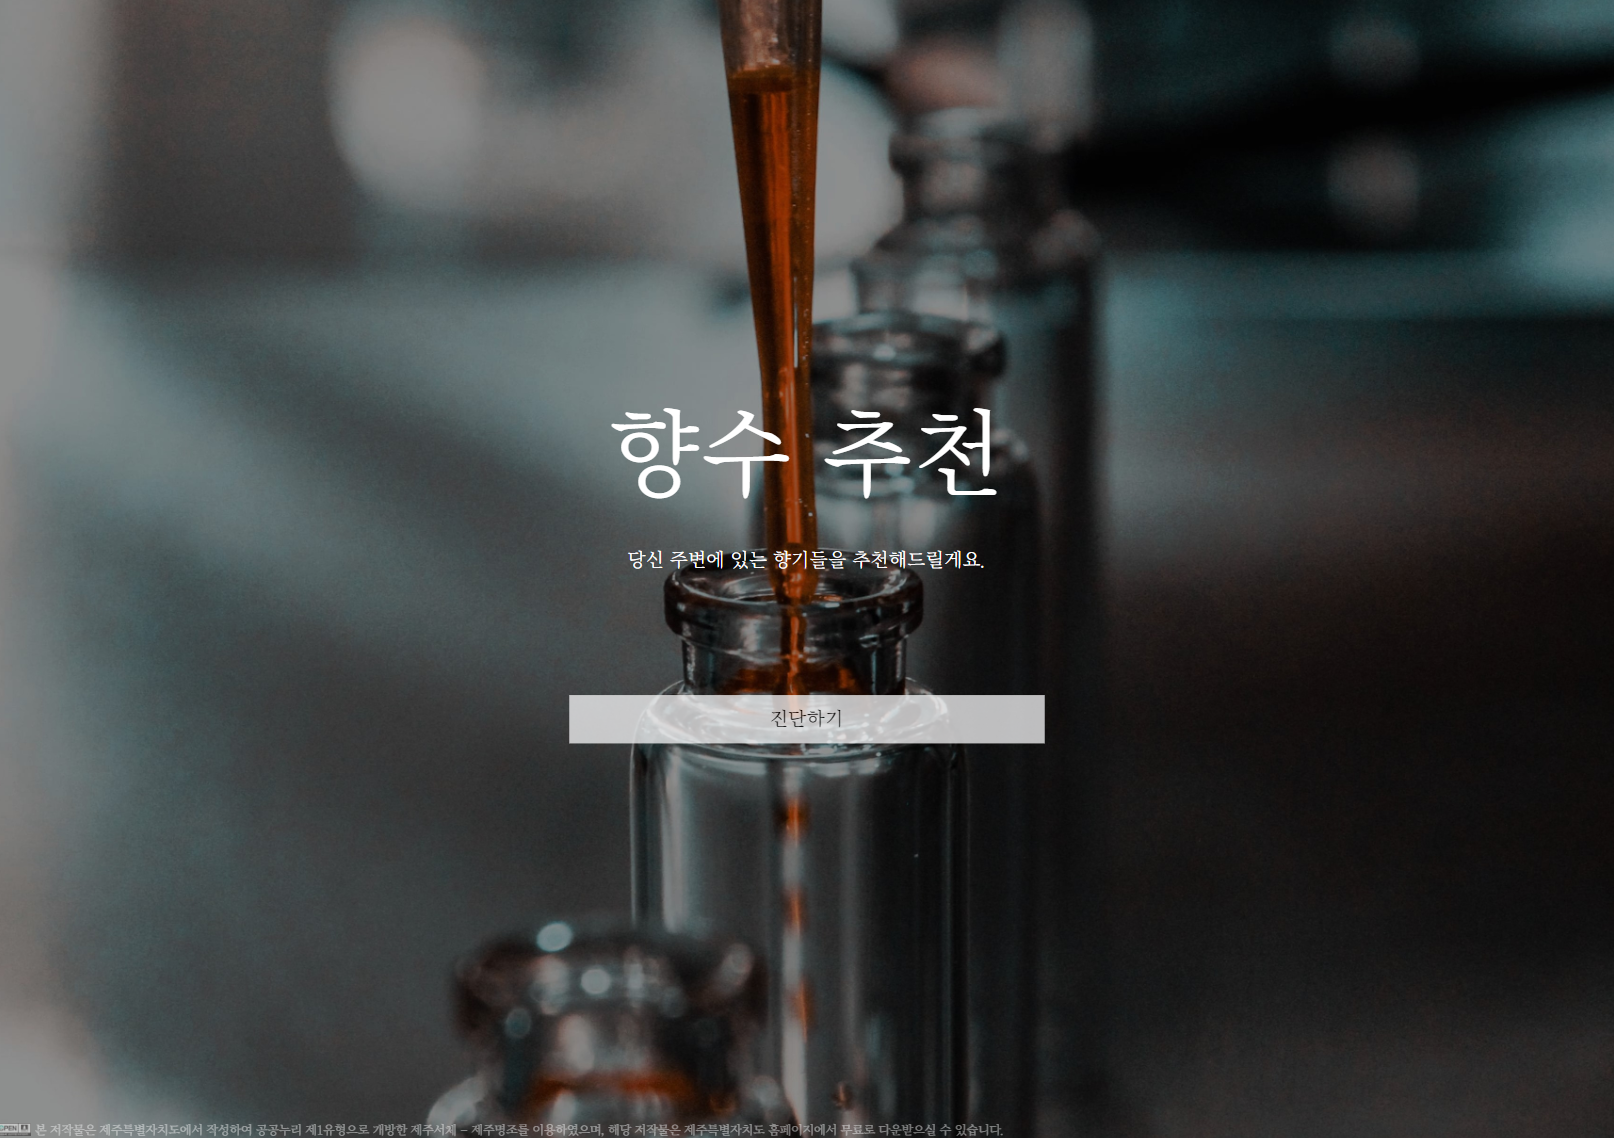 향수 추천
당신 주변에 있는 향기들을 추천해드릴게요.
진단하기
본 저작물은 제주특별자치도에서 작성하여 공공누리 제1유형으로 개방한 제주서체 - 제주명조를 이용하였으며, 해당 저작물은 제주특별자치도 홈페이지에서 무료로 다운받으실 수 있습니다.